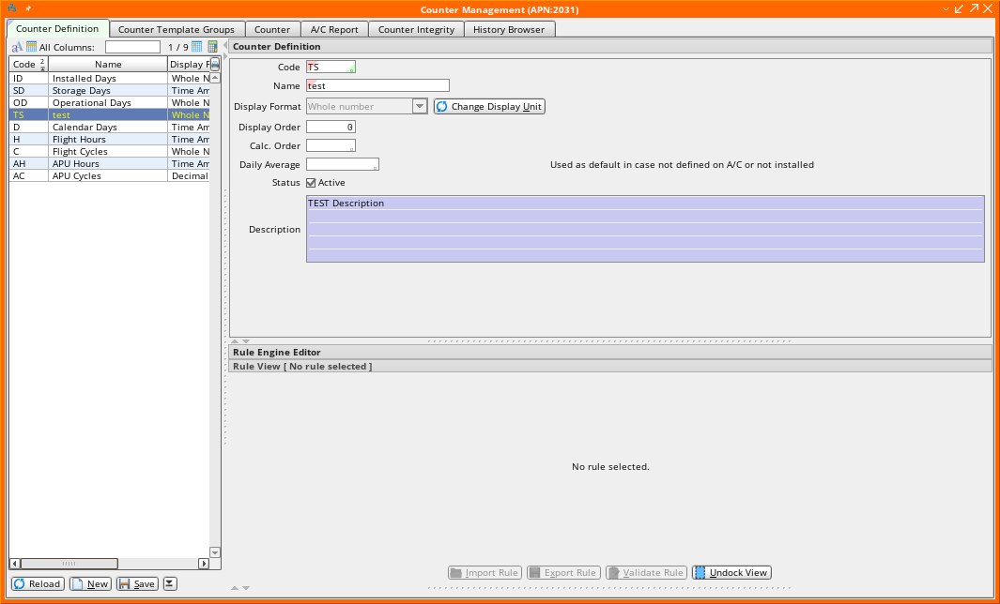 Counter Management (APN:2031)
Counter Definition
Counter Template Groups
Counter
A/C Report
Counter Integrity
History Browser
All Columns:
1 / 9
Code 2
Name
Display F
ID Installed Days Whole N
SD Storage Days Time Am
OD Operational Days Whole N
TS test Whole N
D Calendar Days Time Am
H Flight Hours Time Am
C Flight Cycles Whole N
AH APU Hours Time Am
AC APU Cycles Decimal
Reload
New
Save
Counter Definition
Code TS
Name test
Display Format Whole number Change Display Unit
Display Order 0
Calc. Order
Daily Average Used as default in case not defined on A/C or not installed
Status Active
Description TEST Description
Rule Engine Editor
Rule View [ No rule selected ]
No rule selected.
Import Rule
Export Rule
Validate Rule
Undock View